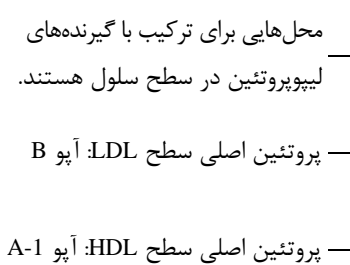 محل‌هایی برای ترکیب با گیرنده‌های
— لیپوپروتئین در سطح سلول هستند.
— پروتئین اصلی سطح LDL: آپو B
— پروتئین اصلی سطح HDL: آپو A-1